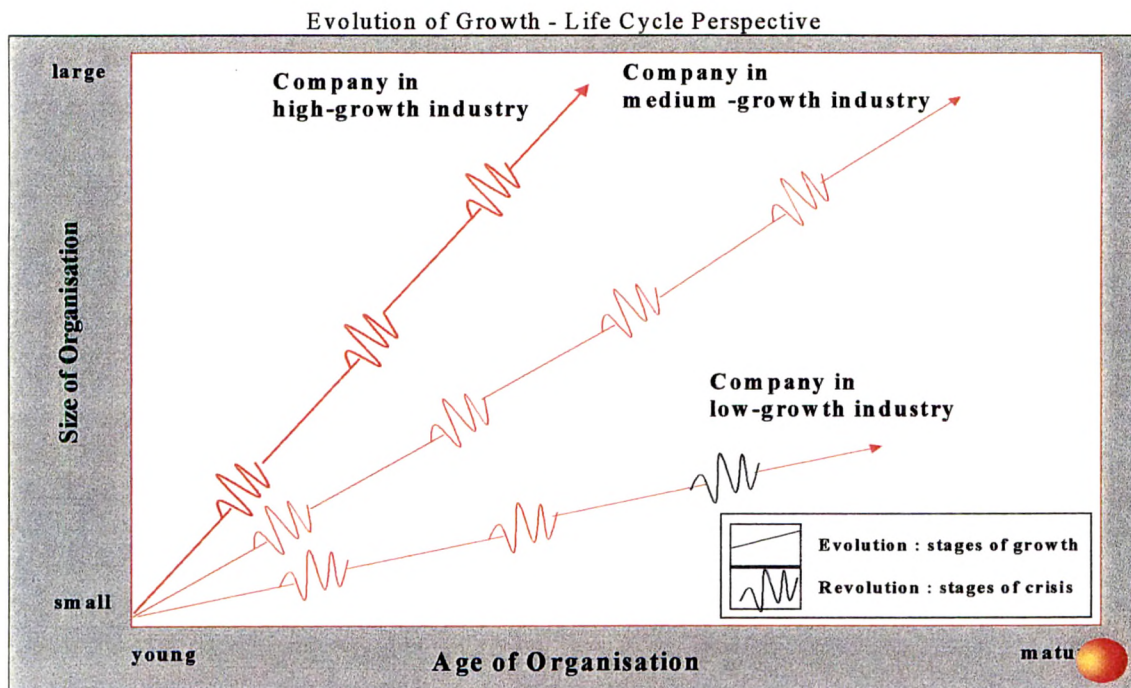 Evolution of Growth - Life Cycle Perspective
large
Company in
high-growth industry
Company in
medium -growth industry
Size of Organisation
Company in
low-growth industry
Evolution : stages of growth
Revolution : stages of crisis
small
young
Age of Organisation
matu